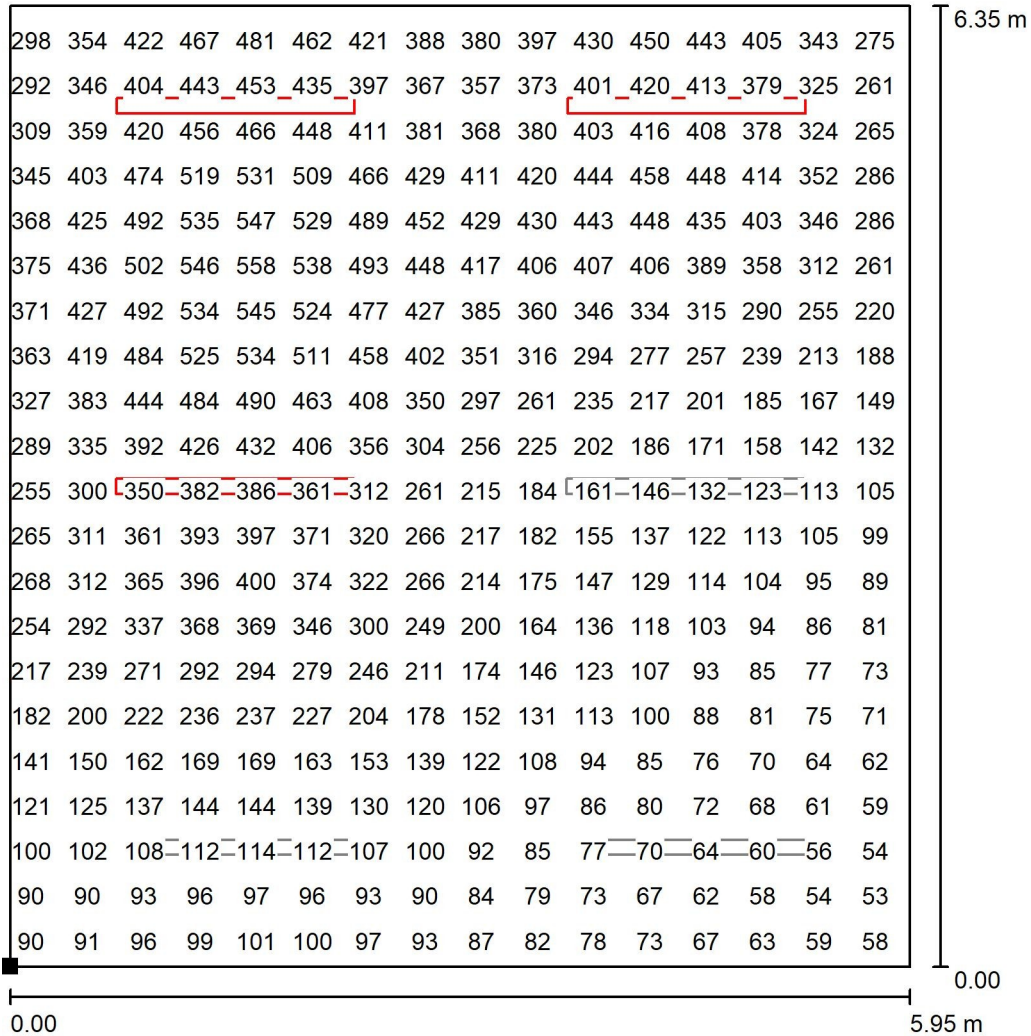 6.35 m
298 354 422 467 481 462 421 388 380 397 430 450 443 405 343 275
292 346 404 443 453 435 397 367 357 373 401 420 413 379 325 261
309 359 420 456 466 448 411 381 368 380 403 416 408 378 324 265
345 403 474 519 531 509 466 429 411 420 444 458 448 414 352 286
368 425 492 535 547 529 489 452 429 430 443 448 435 403 346 286
375 436 502 546 558 538 493 448 417 406 407 406 389 358 312 261
371 427 492 534 545 524 477 427 385 360 346 334 315 290 255 220
363 419 484 525 534 511 458 402 351 316 294 277 257 239 213 188
327 383 444 484 490 463 408 350 297 261 235 217 201 185 167 149
289 335 392 426 432 406 356 304 256 225 202 186 171 158 142 132
255 300 350 382 386 361 312 261 215 184 161 146 132 123 113 105
265 311 361 393 397 371 320 266 217 182 155 137 122 113 105 99
268 312 365 396 400 374 322 266 214 175 147 129 114 104 95 89
254 292 337 368 369 346 300 249 200 164 136 118 103 94 86 81
217 239 271 292 294 279 246 211 174 146 123 107 93 85 77 73
182 200 222 236 237 227 204 178 152 131 113 100 88 81 75 71
141 150 162 169 169 163 153 139 122 108 94 85 76 70 64 62
121 125 137 144 144 139 130 120 106 97 86 80 72 68 61 59
100 102 108 112 114 112 107 100 92 85 77 70 64 60 56 54
90 90 93 96 97 96 93 90 84 79 73 67 62 58 54 53
90 91 96 99 101 100 97 93 87 82 78 73 67 63 59 58
0.00
0.00 5.95 m